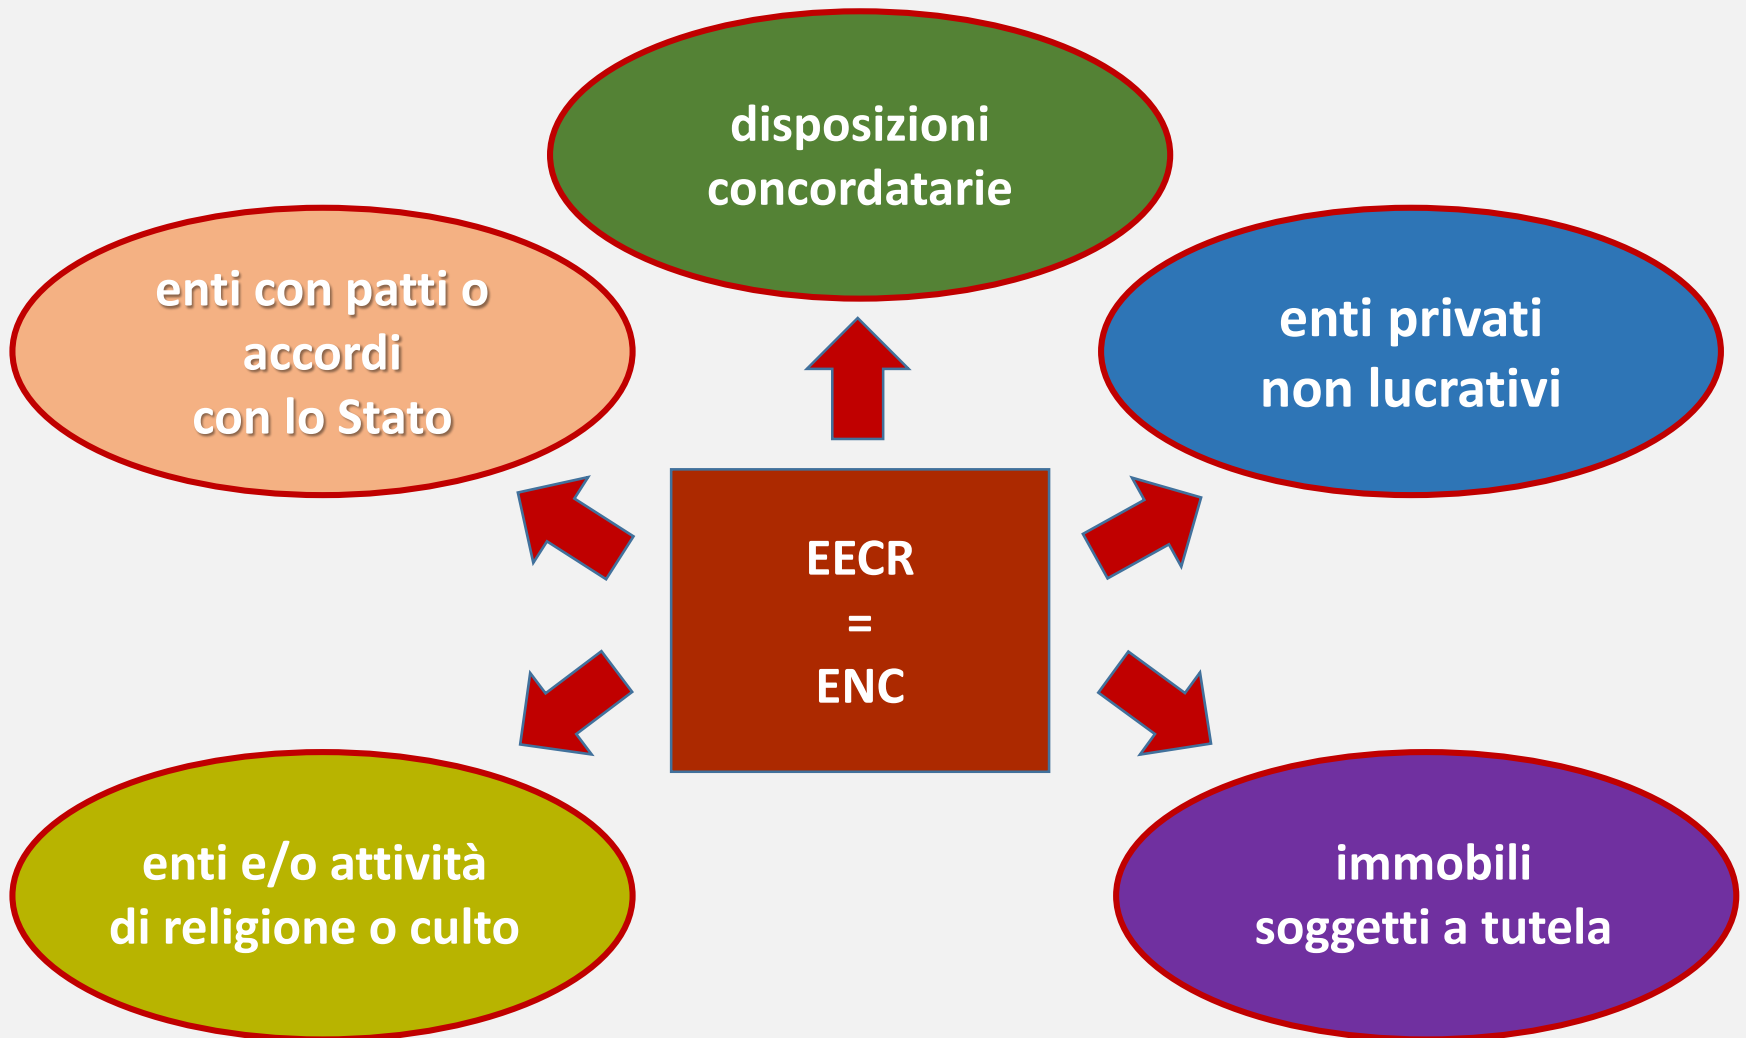 disposizioni
concordatarie
enti con patti o
accordi
con lo Stato
enti privati
non lucrativi
EECR
=
ENC
enti e/o attività
di religione o culto
immobili
soggetti a tutela